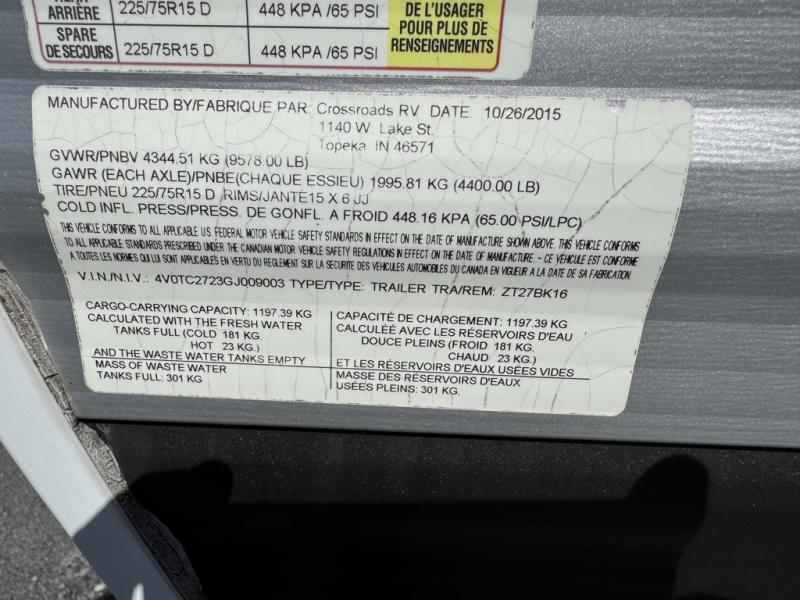 ARRIÈRE 225/75R15 D 448 KPA /65 PSI
SPARE
DE SECOURS 225/75R15 D 448 KPA /65 PSI
DE L'USAGER
POUR PLUS DE
RENSEIGNEMENTS
MANUFACTURED BY/FABRIQUE PAR: Crossroads RV DATE. 10/26/2015
1140 W. Lake St.
Topeka IN 46571
GVWR/PNBV 4344.51 KG (9578.00 LB)
GAWR (EACH AXLE)/PNBE(CHAQUE ESSIEU) 1995.81 KG (4400.00 LB)
TIRE/PNEU 225/75R15 D RIMS/JANTE15 X 6 JJ
COLD INFL. PRESS/PRESS. DE GONFL. A FROID 448.16 KPA (65.00 PSI/LPC)
THIS VEHICLE CONFORMS TO ALL APPLICABLE U.S. FEDERAL MOTOR VEHICLE SAFETY STANDARDS IN EFFECT ON THE DATE OF MANUFACTURE SHOWN ABOVE. THIS VEHICLE CONFORMS
TO ALL APPLICABLE STANDARDS PRESCRIBED UNDER THE CANADIAN MOTOR VEHICLE SAFETY REGULATIONS IN EFFECT ON THE DATE OF MANUFACTURE. - CE VÉHICULE EST CONFORME
A TOUTES LES NORMES QUI LUI SONT APPLICABLES EN VERTU DU REGLEMENT SUR LA SECURITE DES VÉHICULES AUTOMOBILES DU CANADA EN VIGUEUR A LA DATE DE SA FABRICATION.
V.I.N./N.I.V.: 4V0TC2723GJ009003 TYPE/TYPE: TRAILER TRA/REM: ZT27BK16
CARGO-CARRYING CAPACITY: 1197.39 KG
CALCULATED WITH THE FRESH WATER
TANKS FULL (COLD 181 KG.
HOT 23 KG.)
AND THE WASTE WATER TANKS EMPTY
MASS OF WASTE WATER
TANKS FULL: 301 KG
CAPACITÉ DE CHARGEMENT: 1197.39 KG
CALCULÉE AVEC LES RÉSERVOIRS D'EAU
DOUCE PLEINS (FROID 181 KG.
CHAUD 23 KG.)
ET LES RÉSERVOIRS D'EAUX USÉES VIDES
MASSE DES RÉSERVOIRS D'EAUX
USÉES PLEINS: 301 KG.